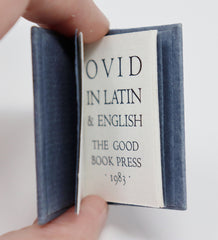 OVID
IN LATIN
& ENGLISH
THE GOOD
BOOK PRESS
· 1983 ·